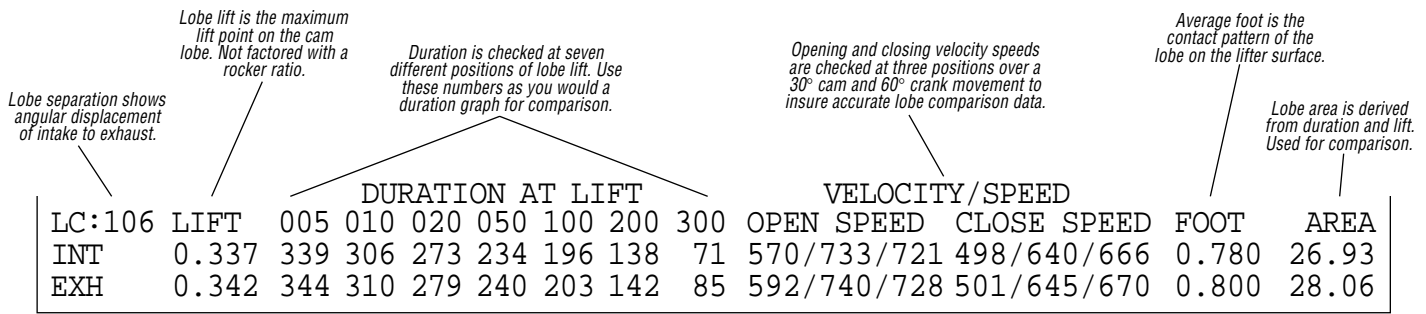 Lobe lift is the maximum
lift point on the cam
lobe. Not factored with a
rocker ratio.
Duration is checked at seven
different positions of lobe lift. Use
these numbers as you would a
duration graph for comparison.
Opening and closing velocity speeds
are checked at three positions over a
30° cam and 60° crank movement to
insure accurate lobe comparison data.
Average foot is the
contact pattern of the
lobe on the lifter surface.
Lobe separation shows
angular displacement
of intake to exhaust.
Lobe area is derived
from duration and lift.
Used for comparison.
DURATION AT LIFT VELOCITY/SPEED
LC:106 LIFT 005 010 020 050 100 200 300 OPEN SPEED CLOSE SPEED FOOT AREA
INT 0.337 339 306 273 234 196 138 71 570/733/721 498/640/666 0.780 26.93
EXH 0.342 344 310 279 240 203 142 85 592/740/728 501/645/670 0.800 28.06